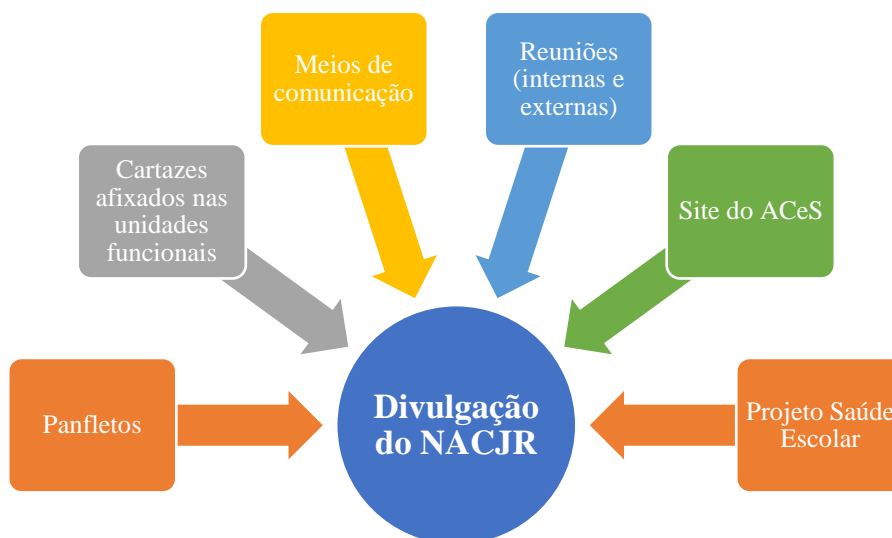 Meios de
comunicação
Reuniões
(internas e
externas)
Cartazes
afixados nas
unidades
funcionais
Site do ACeS
Panfletos
Divulgação
do NACJR
Projeto Saúde
Escolar